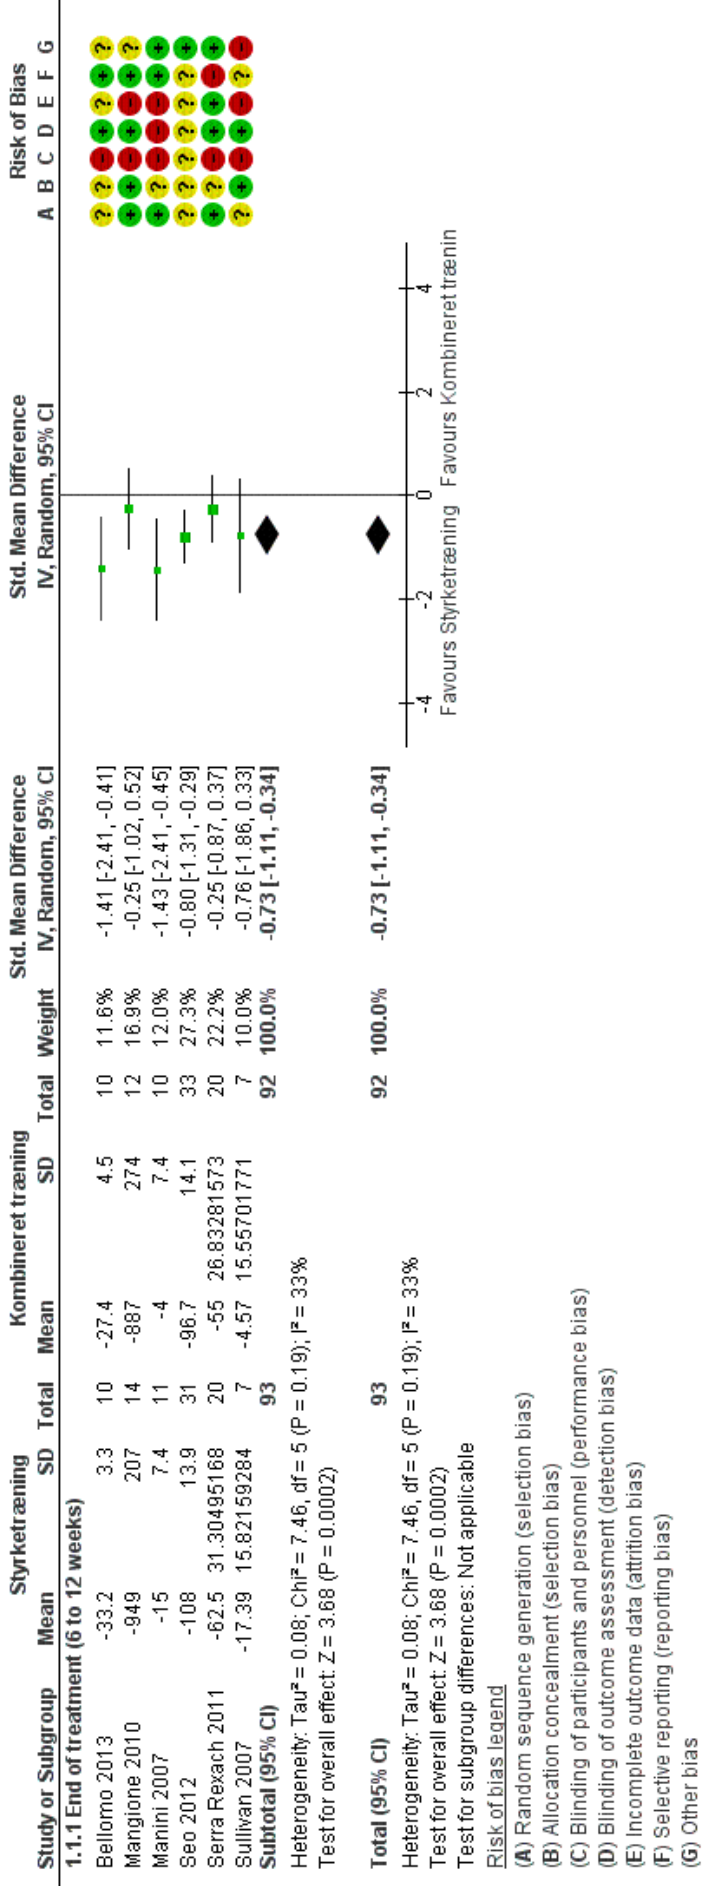 Styrketræning Kombineret træning Std. Mean Difference Std. Mean Difference Risk of Bias
Study or Subgroup Mean SD Total Mean SD Total Weight IV, Random, 95% CI IV, Random, 95% CI A B C D E F G
1.1.1 End of treatment (6 to 12 weeks)
Bellomo 2013 -33.2 3.3 10 -27.4 4.5 10 11.6% -1.41 [-2.41, -0.41] ? ? - + ? + ?
Mangione 2010 -949 207 14 -887 274 12 16.9% -0.25 [-1.02, 0.52] + + - + - + ?
Manini 2007 -15 7.4 11 -4 7.4 10 12.0% -1.43 [-2.41, -0.45] + ? - - - + +
Seo 2012 -108 13.9 31 -96.7 14.1 33 27.3% -0.80 [-1.31, -0.29] ? ? ? ? ? ? +
Serra Rexach 2011 -62.5 31.30495168 20 -55 26.83281573 20 22.2% -0.25 [-0.87, 0.37] + ? - + + - +
Sullivan 2007 -17.39 15.82159284 7 -4.57 15.55701771 7 10.0% -0.76 [-1.86, 0.33] ? + - + - ? -
Subtotal (95% CI) 93 92 100.0% -0.73 [-1.11, -0.34]
Heterogeneity: Tau² = 0.08; Chi² = 7.46, df = 5 (P = 0.19); I² = 33%
Test for overall effect: Z = 3.68 (P = 0.0002)
Total (95% CI) 93 92 100.0% -0.73 [-1.11, -0.34]
Heterogeneity: Tau² = 0.08; Chi² = 7.46, df = 5 (P = 0.19); I² = 33%
Test for overall effect: Z = 3.68 (P = 0.0002)
Test for subgroup differences: Not applicable
-4 -2 0 2 4
Favours Styrketræning Favours Kombineret trænin
Risk of bias legend
(A) Random sequence generation (selection bias)
(B) Allocation concealment (selection bias)
(C) Blinding of participants and personnel (performance bias)
(D) Blinding of outcome assessment (detection bias)
(E) Incomplete outcome data (attrition bias)
(F) Selective reporting (reporting bias)
(G) Other bias